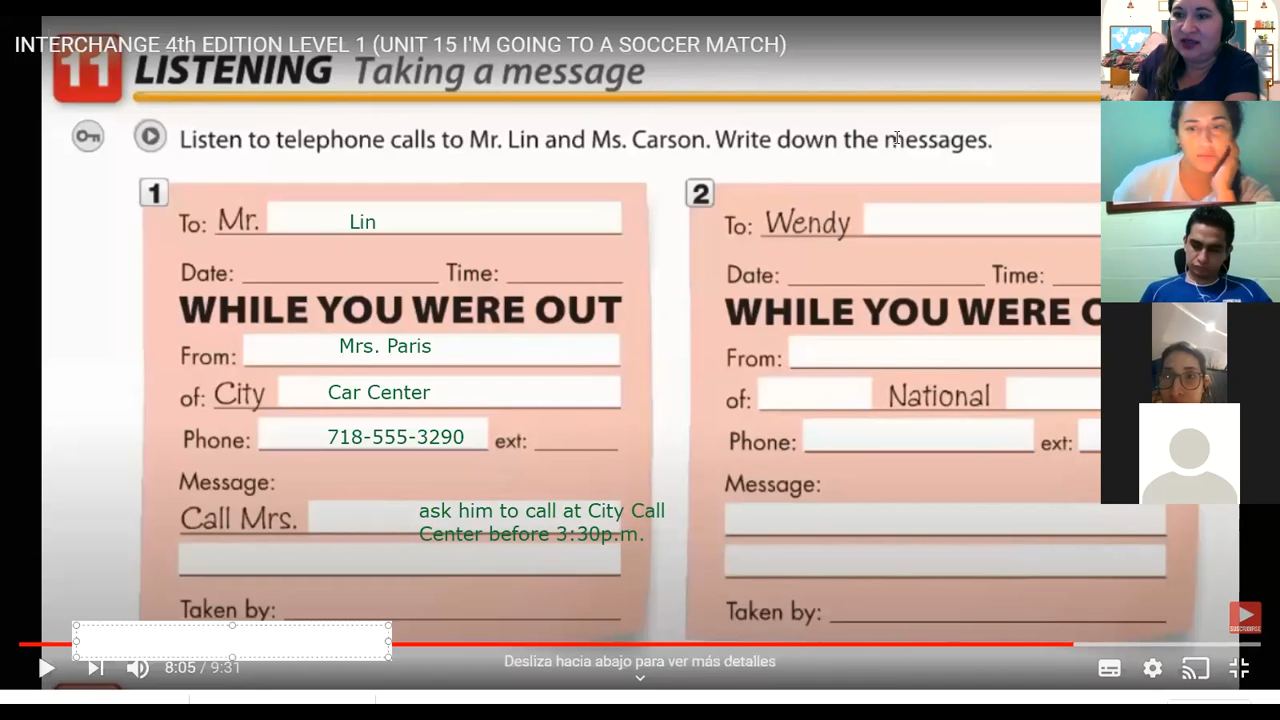 INTERCHANGE 4th EDITION LEVEL 1 (UNIT 15 I'M GOING TO A SOCCER MATCH)
11 LISTENING Taking a message
Listen to telephone calls to Mr. Lin and Ms. Carson. Write down the messages.
1
To: Mr. Lin
Date: Time:
WHILE YOU WERE OUT
From: Mrs. Paris
of: City Car Center
Phone: 718-555-3290 ext:
Message:
Call Mrs. ask him to call at City Call
Center before 3:30p.m.
Taken by:
2
To: Wendy
Date: Time:
WHILE YOU WERE O
From:
of: National
Phone: ext:
Message:
Taken by:
SUSCRIBIRSE
8:05 / 9:31
Desliza hacia abajo para ver más detalles